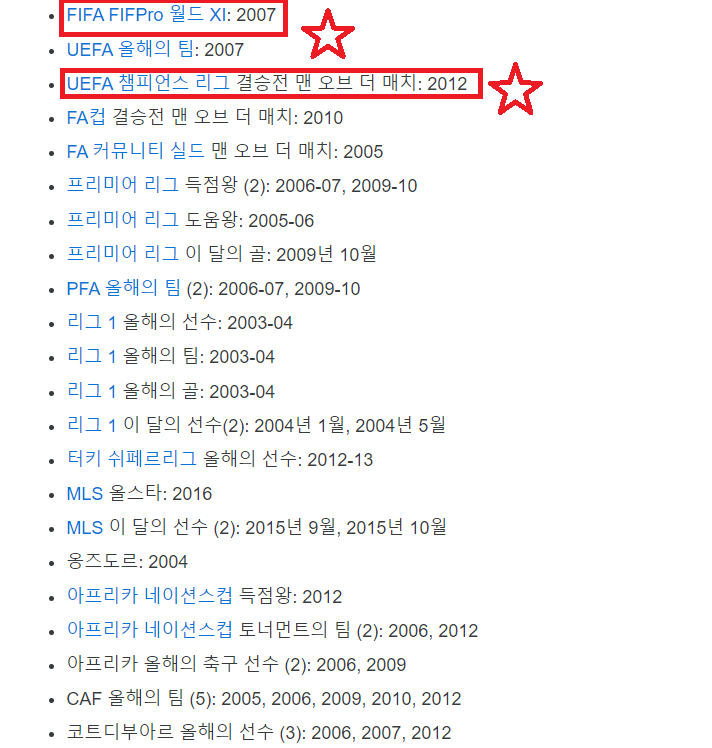 FIFA FIFPro 월드 XI: 2007
UEFA 올해의 팀: 2007
UEFA 챔피언스 리그 결승전 맨 오브 더 매치: 2012
FA컵 결승전 맨 오브 더 매치: 2010
FA 커뮤니티 실드 맨 오브 더 매치: 2005
프리미어 리그 득점왕 (2): 2006-07, 2009-10
프리미어 리그 도움왕: 2005-06
프리미어 리그 이 달의 골: 2009년 10월
PFA 올해의 팀 (2): 2006-07, 2009-10
리그 1 올해의 선수: 2003-04
리그 1 올해의 팀: 2003-04
리그 1 올해의 골: 2003-04
리그 1 이 달의 선수(2): 2004년 1월, 2004년 5월
터키 쉬페르리그 올해의 선수: 2012-13
MLS 올스타: 2016
MLS 이 달의 선수 (2): 2015년 9월, 2015년 10월
옹즈도르: 2004
아프리카 네이션스컵 득점왕: 2012
아프리카 네이션스컵 토너먼트의 팀 (2): 2006, 2012
아프리카 올해의 축구 선수 (2): 2006, 2009
CAF 올해의 팀 (5): 2005, 2006, 2009, 2010, 2012
코트디부아르 올해의 선수 (3): 2006, 2007, 2012